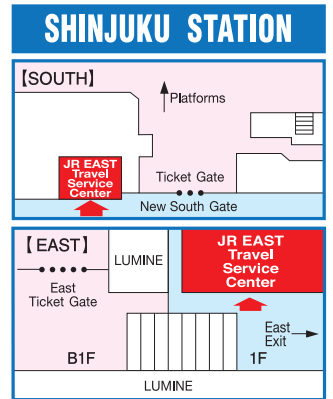 SHINJUKU STATION
【SOUTH】
Platforms
JR EAST
Travel
Service
Center
Ticket Gate
New South Gate
【EAST】
LUMINE
JR EAST
Travel
Service
Center
East
Ticket Gate
East
Exit
B1F
1F
LUMINE